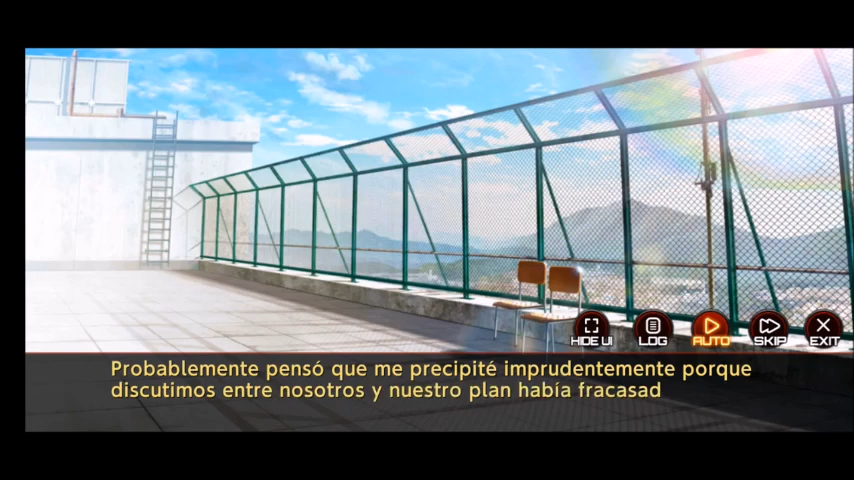 HIDE UI
LOG
AUTO
SKIP
EXIT
Probablemente pensó que me precipité imprudentemente porque
discutimos entre nosotros y nuestro plan había fracasad